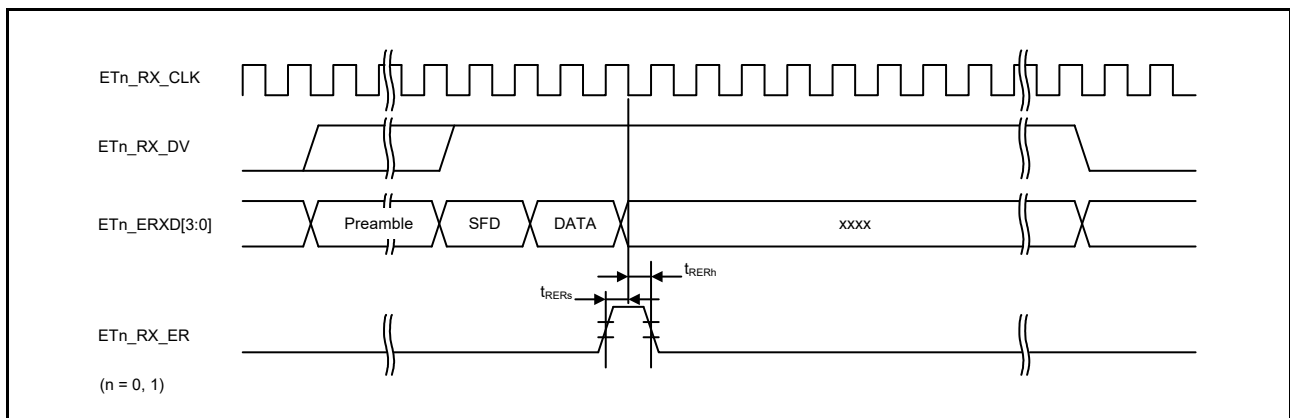 ETn_RX_CLK
ETn_RX_DV
ETn_ERXD[3:0] Preamble SFD DATA xxxx
tRERh
tRERs
ETn_RX_ER
(n = 0, 1)